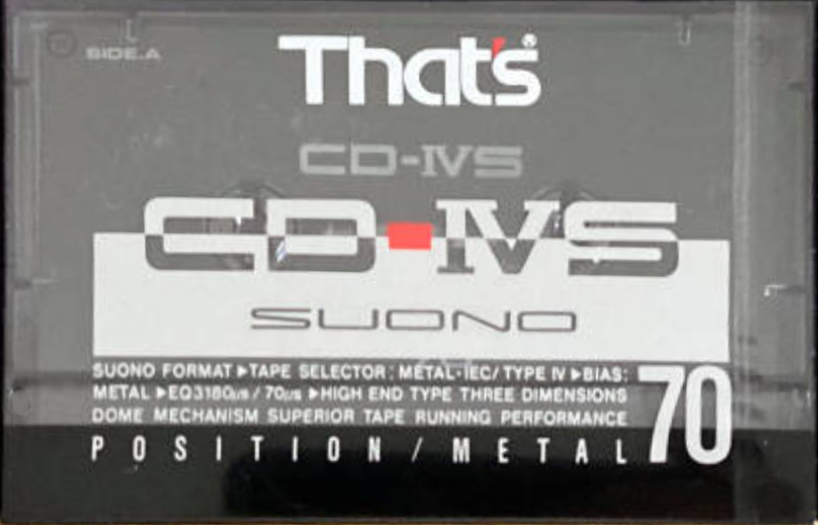 SIDE.A
That's®
CD-IVS
CD-IVS
SUONO
SUONO FORMAT ▶TAPE SELECTOR: METAL·IEC/TYPE IV ▶BIAS:
METAL ▶EQ3180µs/70µs ▶HIGH END TYPE THREE DIMENSIONS
DOME MECHANISM SUPERIOR TAPE RUNNING PERFORMANCE
POSITION/METAL
70